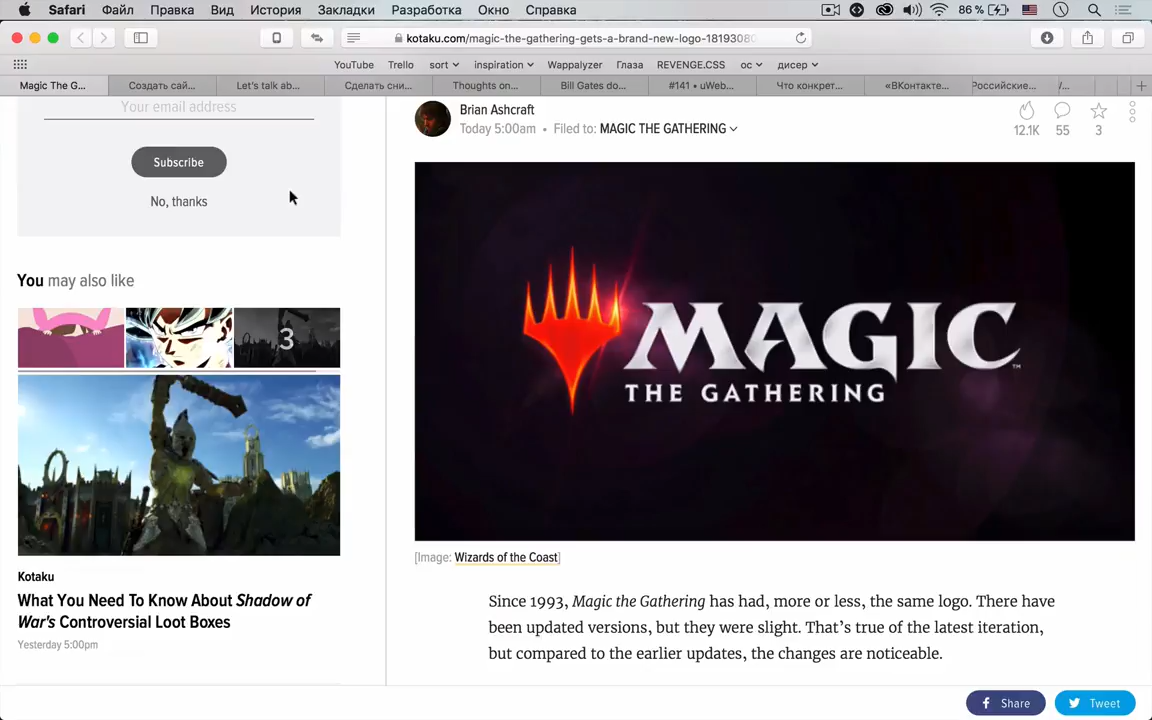 Safari Файл Правка Вид История Закладки Разработка Окно Справка 86 %
kotaku.com/magic-the-gathering-gets-a-brand-new-logo-18193080
YouTube Trello sort inspiration Wappalyzer Глаза REVENGE.CSS ос дисер
Magic The G... Создать сай... Let's talk ab... Сделать сни... Thoughts on... Bill Gates do... #141 • uWeb... Что конкрет... «ВКонтакте... Российские... /...
Your email address
Subscribe
No, thanks
You may also like
3
Kotaku
What You Need To Know About Shadow of
War's Controversial Loot Boxes
Yesterday 5:00pm
Brian Ashcraft
Today 5:00am • Filed to: MAGIC THE GATHERING
12.1K 55 3
MAGIC™
THE GATHERING
[Image: Wizards of the Coast]
Since 1993, Magic the Gathering has had, more or less, the same logo. There have
been updated versions, but they were slight. That’s true of the latest iteration,
but compared to the earlier updates, the changes are noticeable.
Share Tweet